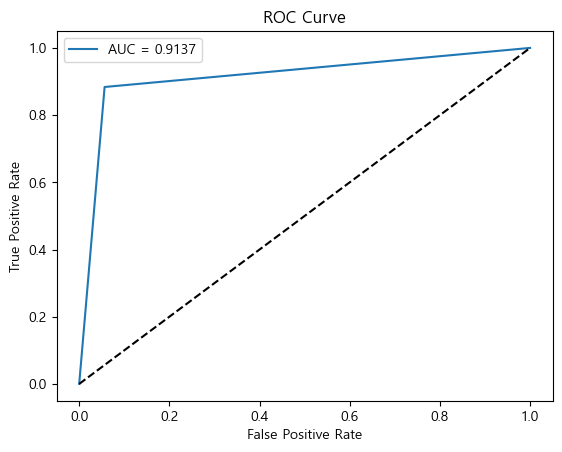 ROC Curve
AUC = 0.9137
True Positive Rate
1.0
0.8
0.6
0.4
0.2
0.0
0.0 0.2 0.4 0.6 0.8 1.0
False Positive Rate